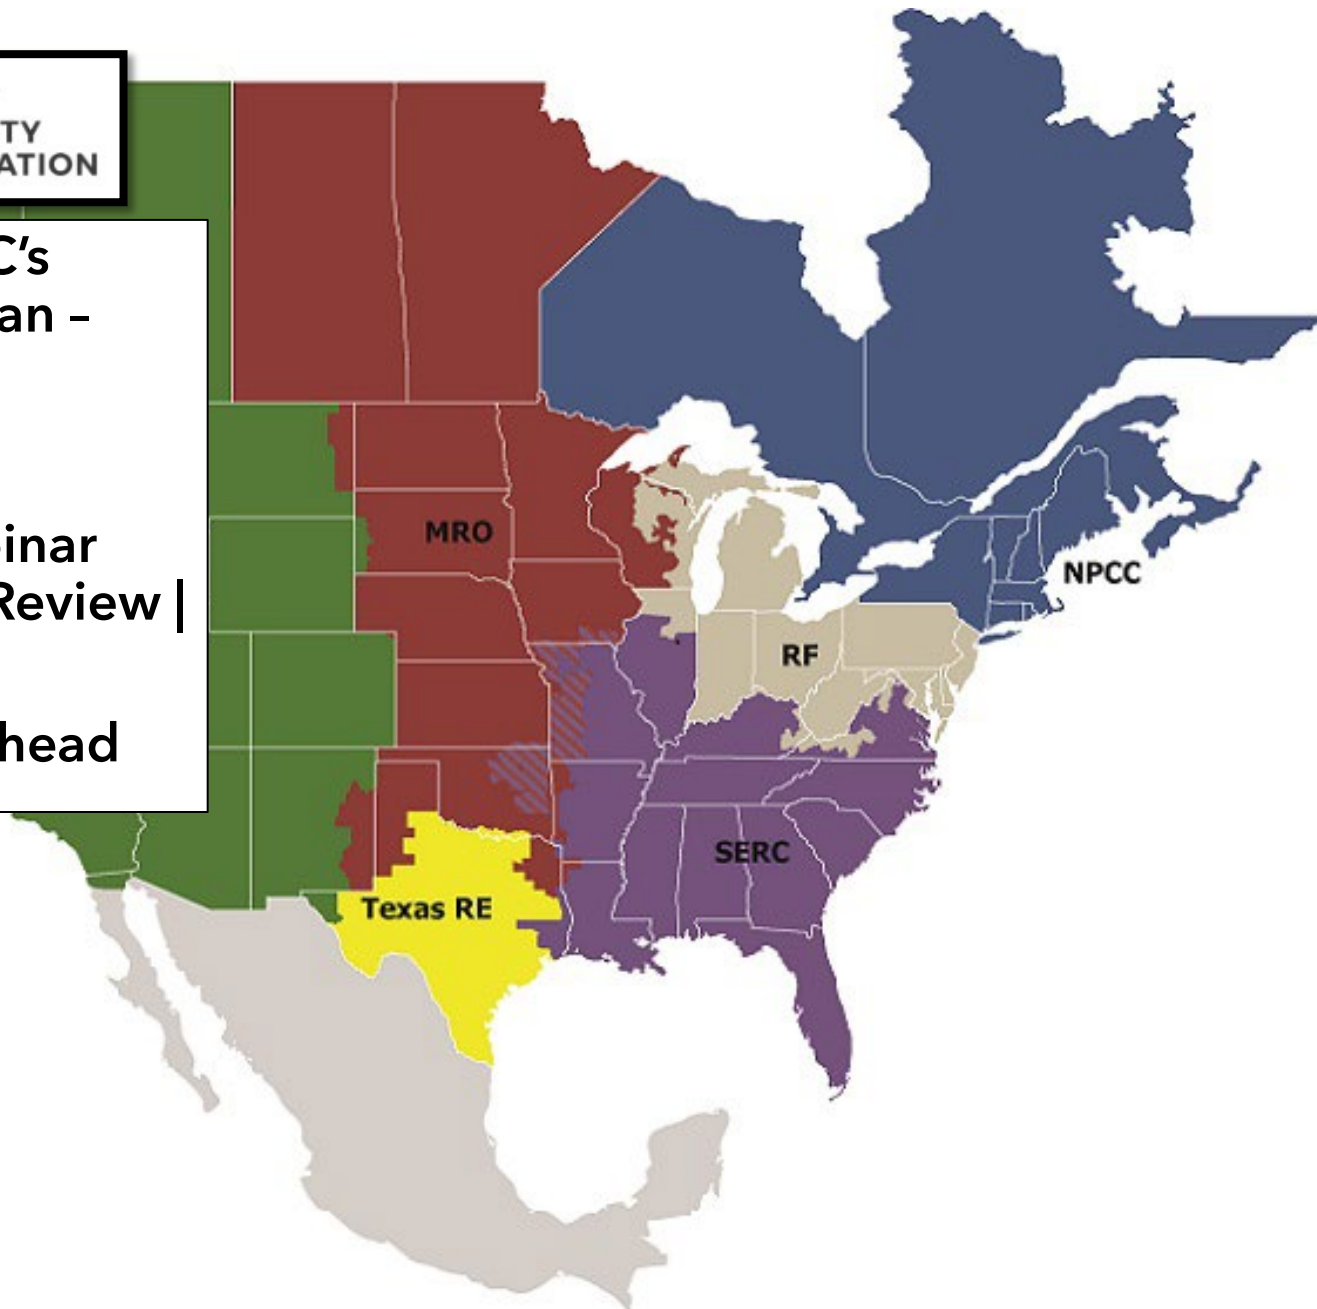 TY
ATION
C's
an –
inar
Review |
head
MRO
NPCC
RF
SERC
Texas RE